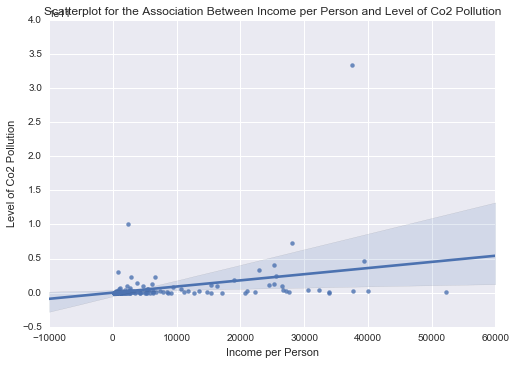 Scatterplot for the Association Between Income per Person and Level of Co2 Pollution
4.0
3.5
3.0
2.5
2.0
1.5
1.0
0.5
0.0
−0.5
Level of Co2 Pollution
−10000 0 10000 20000 30000 40000 50000 60000
Income per Person